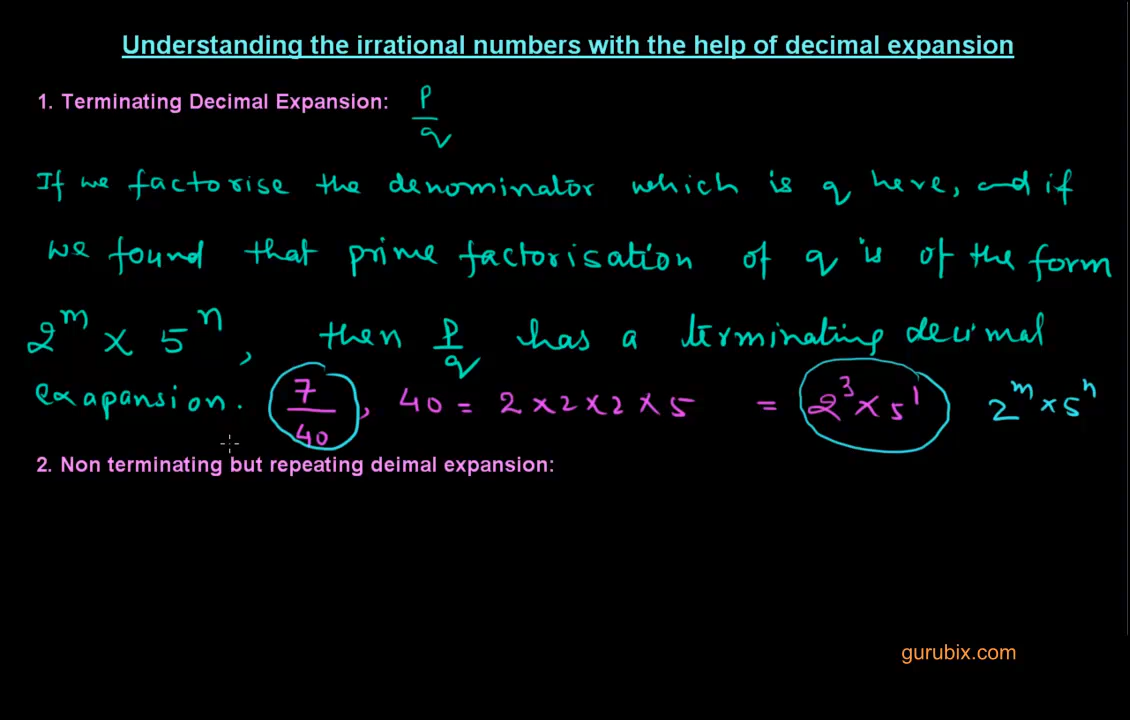 Understanding the irrational numbers with the help of decimal expansion
1. Terminating Decimal Expansion: p/q
If we factorise the denominator which is q here, and if
we found that prime factorisation of q is of the form
2^m × 5^n, then p/q has a terminating decimal
exapansion. 7/40, 40 = 2 × 2 × 2 × 5 = 2^3 × 5^1 2^m × 5^n
2. Non terminating but repeating deimal expansion:
gurubix.com